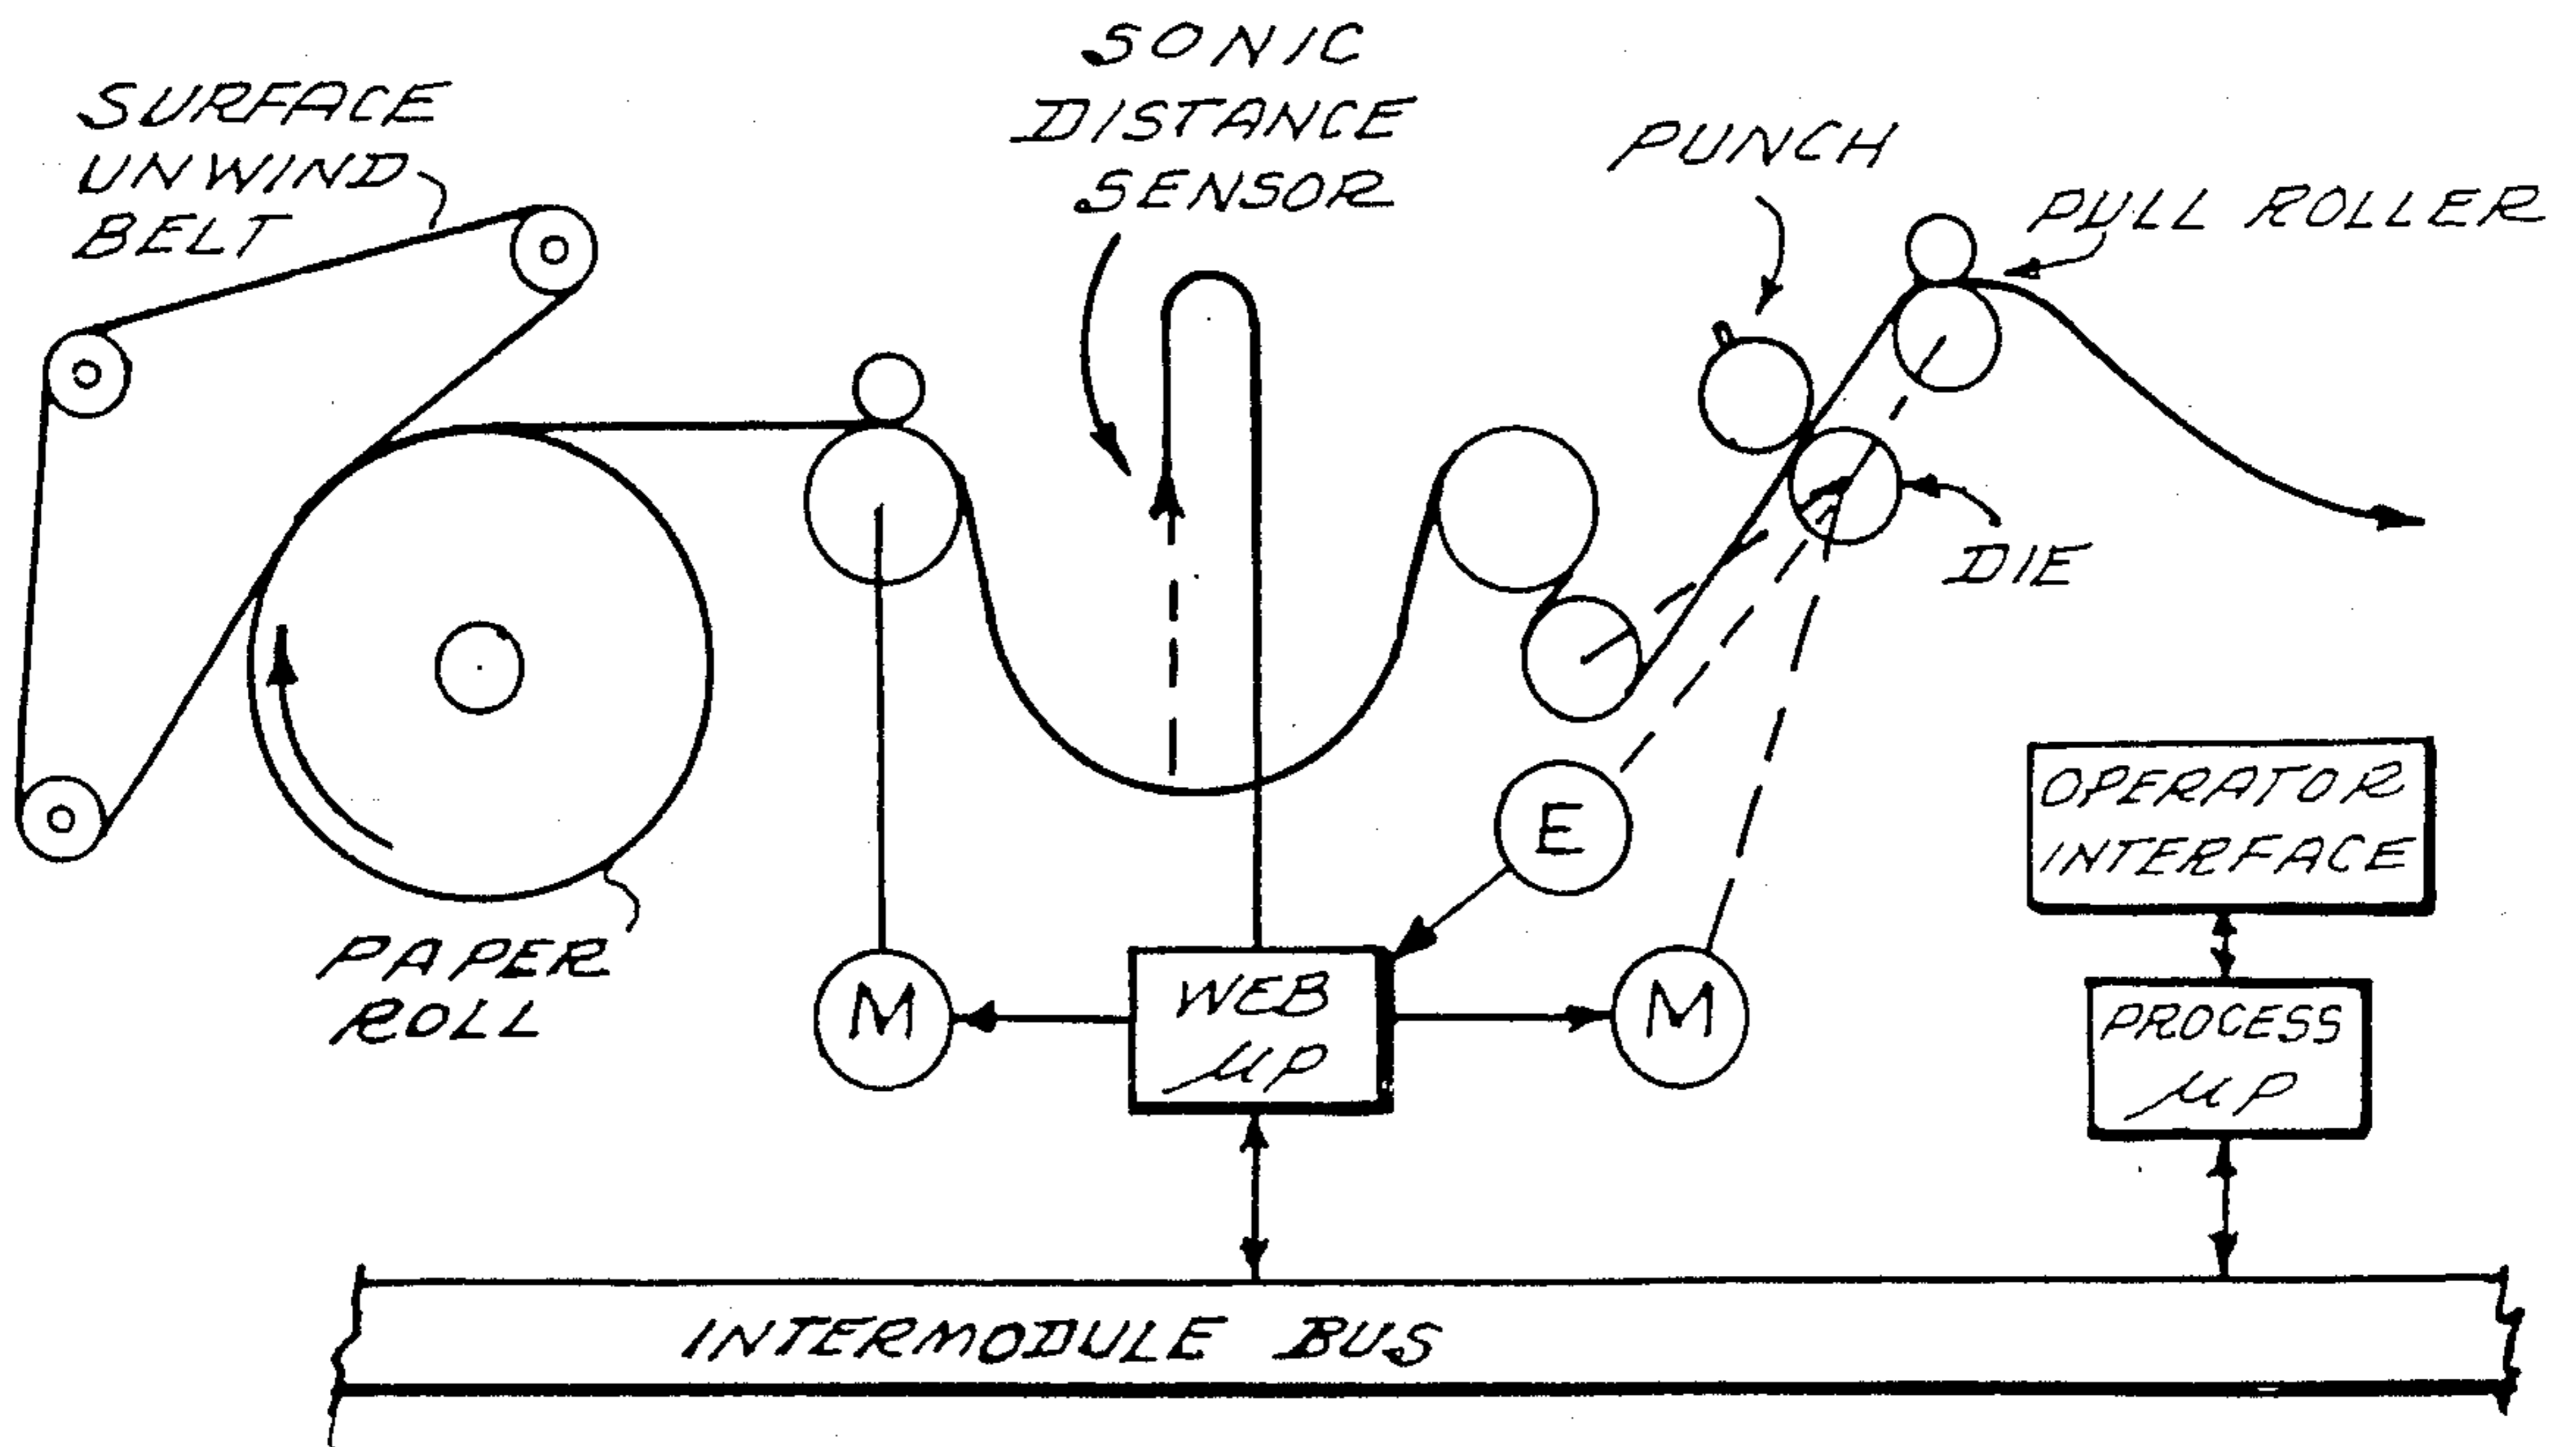 SURFACE
UNWIND
BELT
SONIC
DISTANCE
SENSOR
PUNCH
PULL ROLLER
DIE
PAPER
ROLL
E
M
WEB
μP
M
OPERATOR
INTERFACE
PROCESS
μP
INTERMODULE BUS